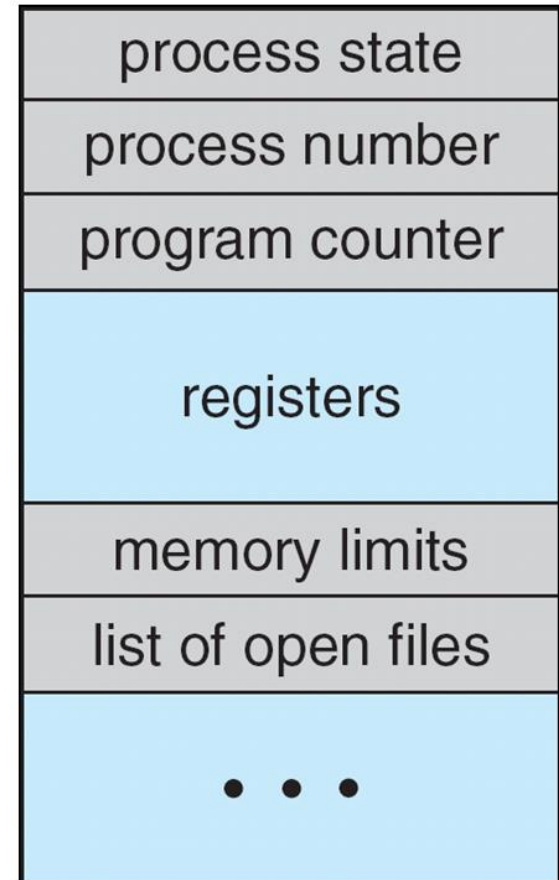 process state
process number
program counter
registers
memory limits
list of open files
• • •